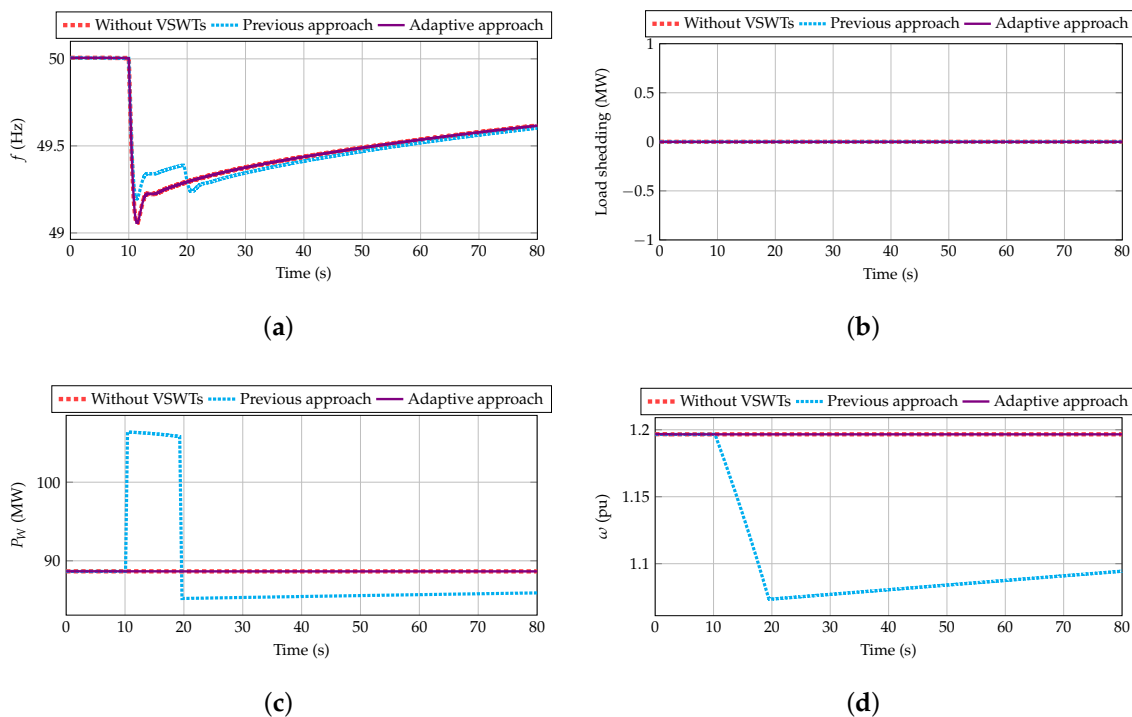 Without VSWTs Previous approach Adaptive approach
50
49.5
49
f (Hz)
0 10 20 30 40 50 60 70 80
Time (s)
(a)
Without VSWTs Previous approach Adaptive approach
1
0.5
0
−0.5
−1
Load shedding (MW)
0 10 20 30 40 50 60 70 80
Time (s)
(b)
Without VSWTs Previous approach Adaptive approach
100
90
P_W (MW)
0 10 20 30 40 50 60 70 80
Time (s)
(c)
Without VSWTs Previous approach Adaptive approach
1.2
1.15
1.1
ω (pu)
0 10 20 30 40 50 60 70 80
Time (s)
(d)